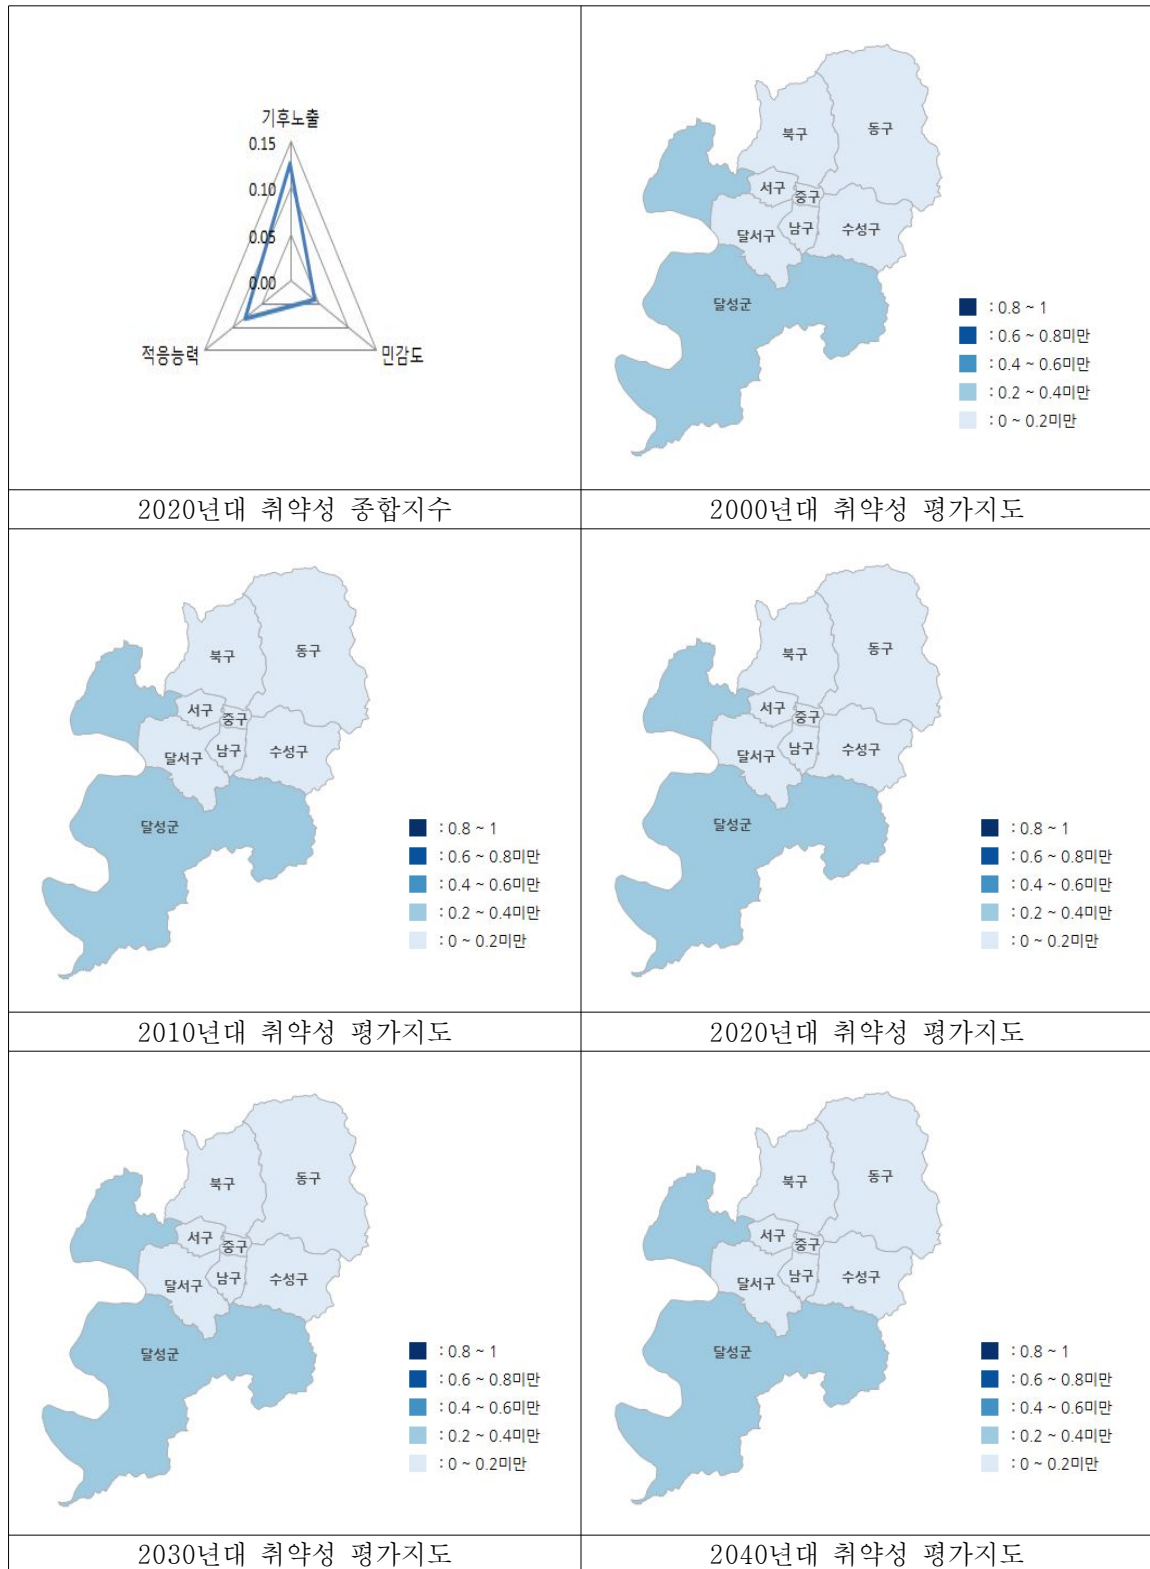 기후노출
0.15
0.10
0.05
0.00
적응능력
민감도
북구
동구
서구
중구
달서구
남구
수성구
달성군
: 0.8 ~ 1
: 0.6 ~ 0.8미만
: 0.4 ~ 0.6미만
: 0.2 ~ 0.4미만
: 0 ~ 0.2미만
2020년대 취약성 종합지수
2000년대 취약성 평가지도
북구
동구
서구
중구
달서구
남구
수성구
달성군
: 0.8 ~ 1
: 0.6 ~ 0.8미만
: 0.4 ~ 0.6미만
: 0.2 ~ 0.4미만
: 0 ~ 0.2미만
북구
동구
서구
중구
달서구
남구
수성구
달성군
: 0.8 ~ 1
: 0.6 ~ 0.8미만
: 0.4 ~ 0.6미만
: 0.2 ~ 0.4미만
: 0 ~ 0.2미만
2010년대 취약성 평가지도
2020년대 취약성 평가지도
북구
동구
서구
중구
달서구
남구
수성구
달성군
: 0.8 ~ 1
: 0.6 ~ 0.8미만
: 0.4 ~ 0.6미만
: 0.2 ~ 0.4미만
: 0 ~ 0.2미만
북구
동구
서구
중구
달서구
남구
수성구
달성군
: 0.8 ~ 1
: 0.6 ~ 0.8미만
: 0.4 ~ 0.6미만
: 0.2 ~ 0.4미만
: 0 ~ 0.2미만
2030년대 취약성 평가지도
2040년대 취약성 평가지도